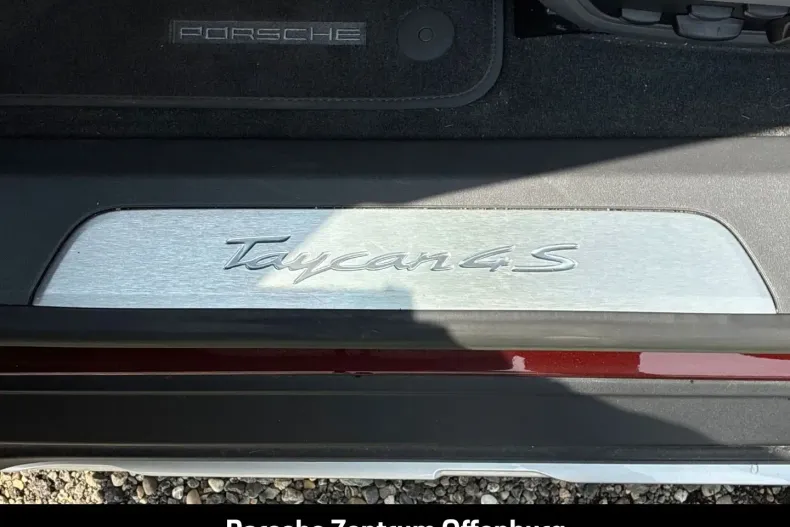 PORSCHE
Taycan 4S
Porsche Zentrum Offenburg